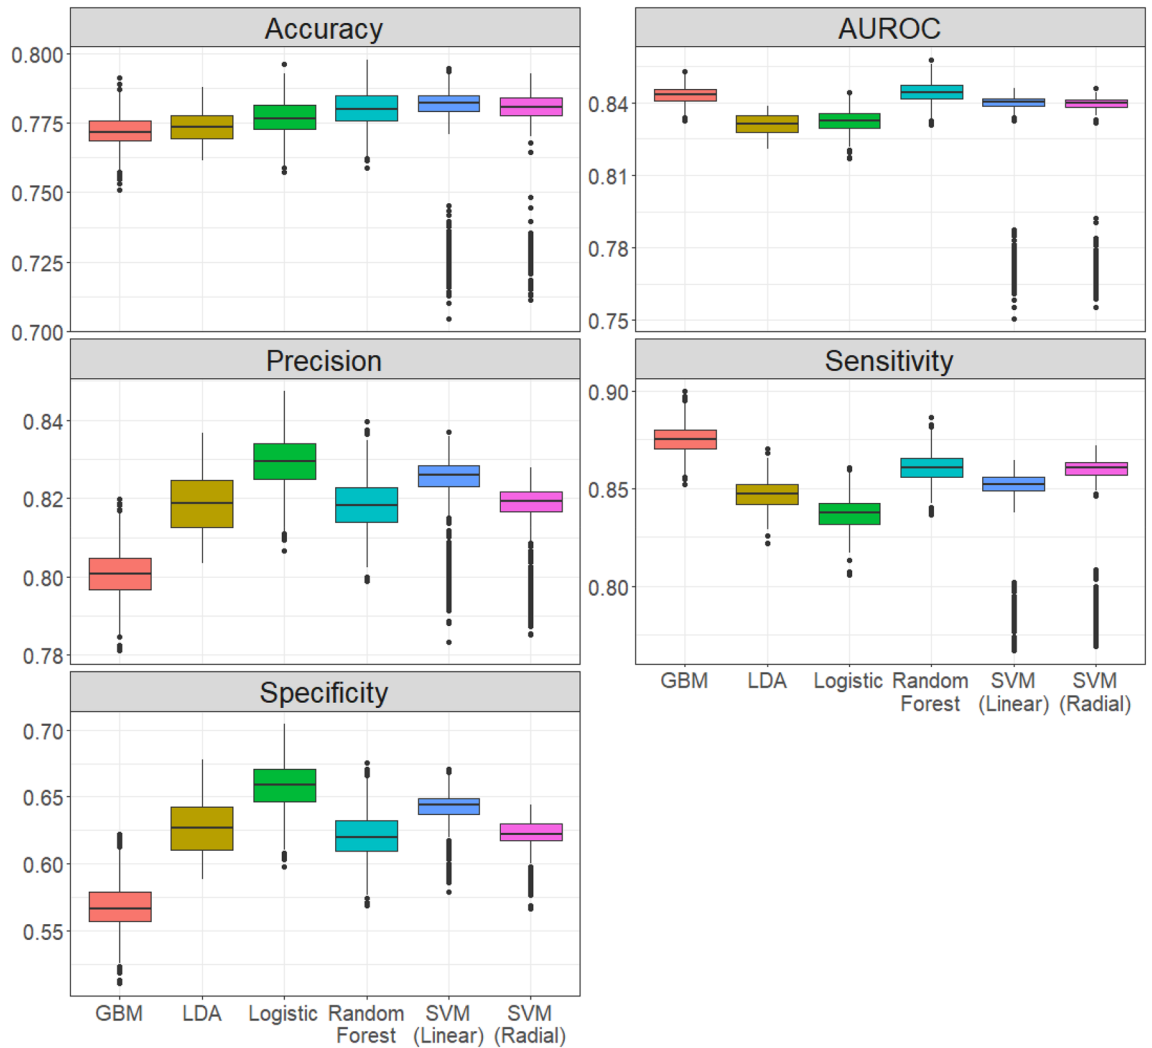 Accuracy
AUROC
0.800
0.775
0.750
0.725
0.700
0.84
0.81
0.78
0.75
Precision
Sensitivity
0.84
0.82
0.80
0.78
0.90
0.85
0.80
GBM LDA Logistic Random Forest SVM (Linear) SVM (Radial)
Specificity
0.70
0.65
0.60
0.55
GBM LDA Logistic Random Forest SVM (Linear) SVM (Radial)